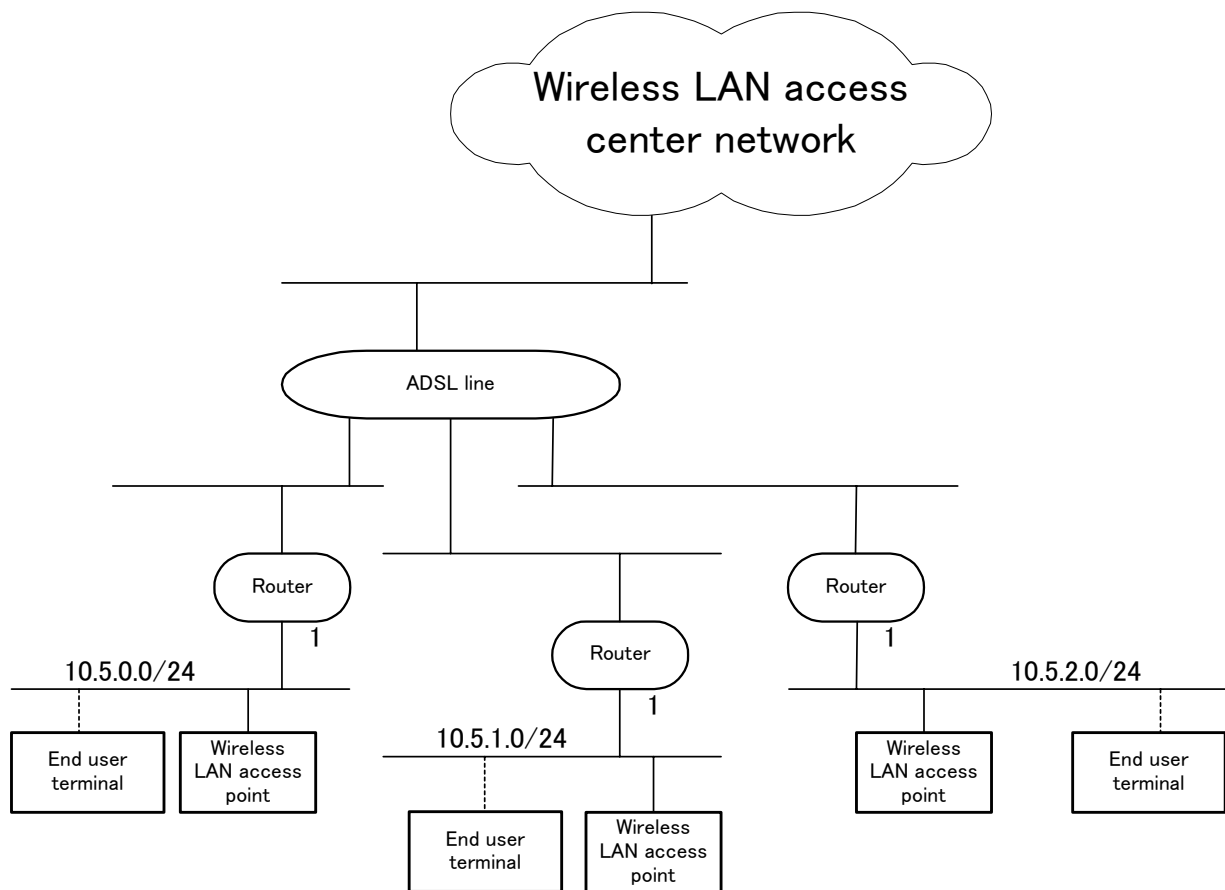 Wireless LAN access
center network
ADSL line
Router
1
Router
1
Router
1
10.5.0.0/24
10.5.1.0/24
10.5.2.0/24
End user
terminal
Wireless
LAN access
point
End user
terminal
Wireless
LAN access
point
Wireless
LAN access
point
End user
terminal